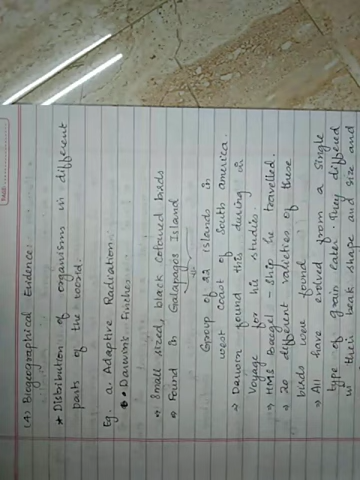 DATE:
(4) Biogeographical Evidence:
* Distribution of organisms in different
parts of the world.
Eg. a. Adaptive Radiation.
• Darwin's Finches
→ Small sized, black coloured birds
→ Found in Galapagos Island
Group of 22 islands in
west coast of South America.
→ Darwin found this during
Voyage for his studies.
→ HMS Beagel - ship he travelled.
→ 20 different varieties of these
birds were found
→ All have evolved from a single
type of grain eater. They differed
in their beak shape and size and